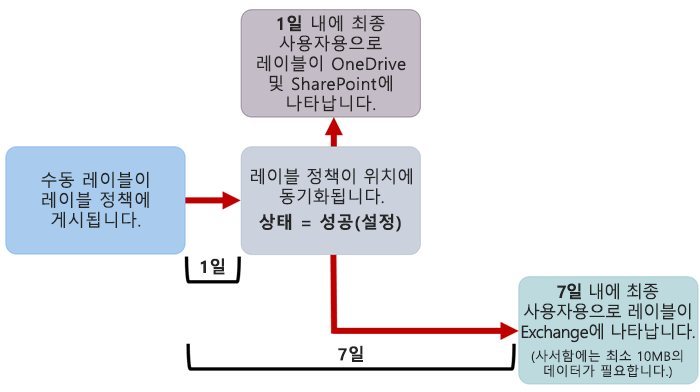 1일 내에 최종
사용자용으로
레이블이 OneDrive
및 SharePoint에
나타납니다.
수동 레이블이
레이블 정책에
게시됩니다.
레이블 정책이 위치에
동기화됩니다.
상태 = 성공(설정)
1일
7일
7일 내에 최종
사용자용으로 레이블이
Exchange에 나타납니다.
(사서함에는 최소 10MB의
데이터가 필요합니다.)